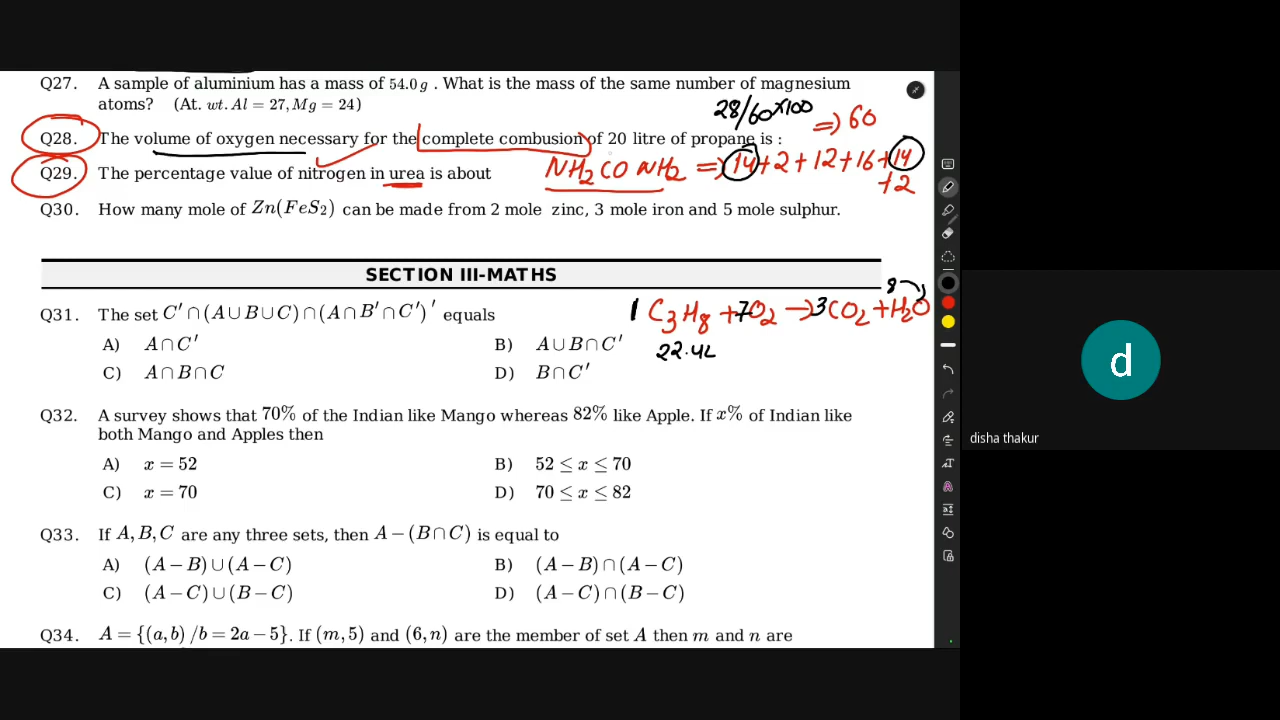 Q27. A sample of aluminium has a mass of 54.0 g . What is the mass of the same number of magnesium
atoms? (At. wt. Al = 27, Mg = 24)
28/60×100
⇒ 60
Q28. The volume of oxygen necessary for the complete combusion of 20 litre of propane is :
NH2 CO NH2 ⇒ 14+2+12+16+14
+2
Q29. The percentage value of nitrogen in urea is about
Q30. How many mole of Zn(FeS2) can be made from 2 mole zinc, 3 mole iron and 5 mole sulphur.
SECTION III-MATHS
8
1 C3H8 + 7O2 → 3CO2 + H2O
22.4L
Q31. The set C′ ∩ (A ∪ B ∪ C) ∩ (A ∩ B′ ∩ C′)′ equals
A) A ∩ C′
B) A ∪ B ∩ C′
C) A ∩ B ∩ C
D) B ∩ C′
Q32. A survey shows that 70% of the Indian like Mango whereas 82% like Apple. If x% of Indian like
both Mango and Apples then
A) x = 52
B) 52 ≤ x ≤ 70
C) x = 70
D) 70 ≤ x ≤ 82
Q33. If A, B, C are any three sets, then A − (B ∩ C) is equal to
A) (A − B) ∪ (A − C)
B) (A − B) ∩ (A − C)
C) (A − C) ∪ (B − C)
D) (A − C) ∩ (B − C)
Q34. A = {(a, b) / b = 2a − 5}. If (m, 5) and (6, n) are the member of set A then m and n are
d
disha thakur